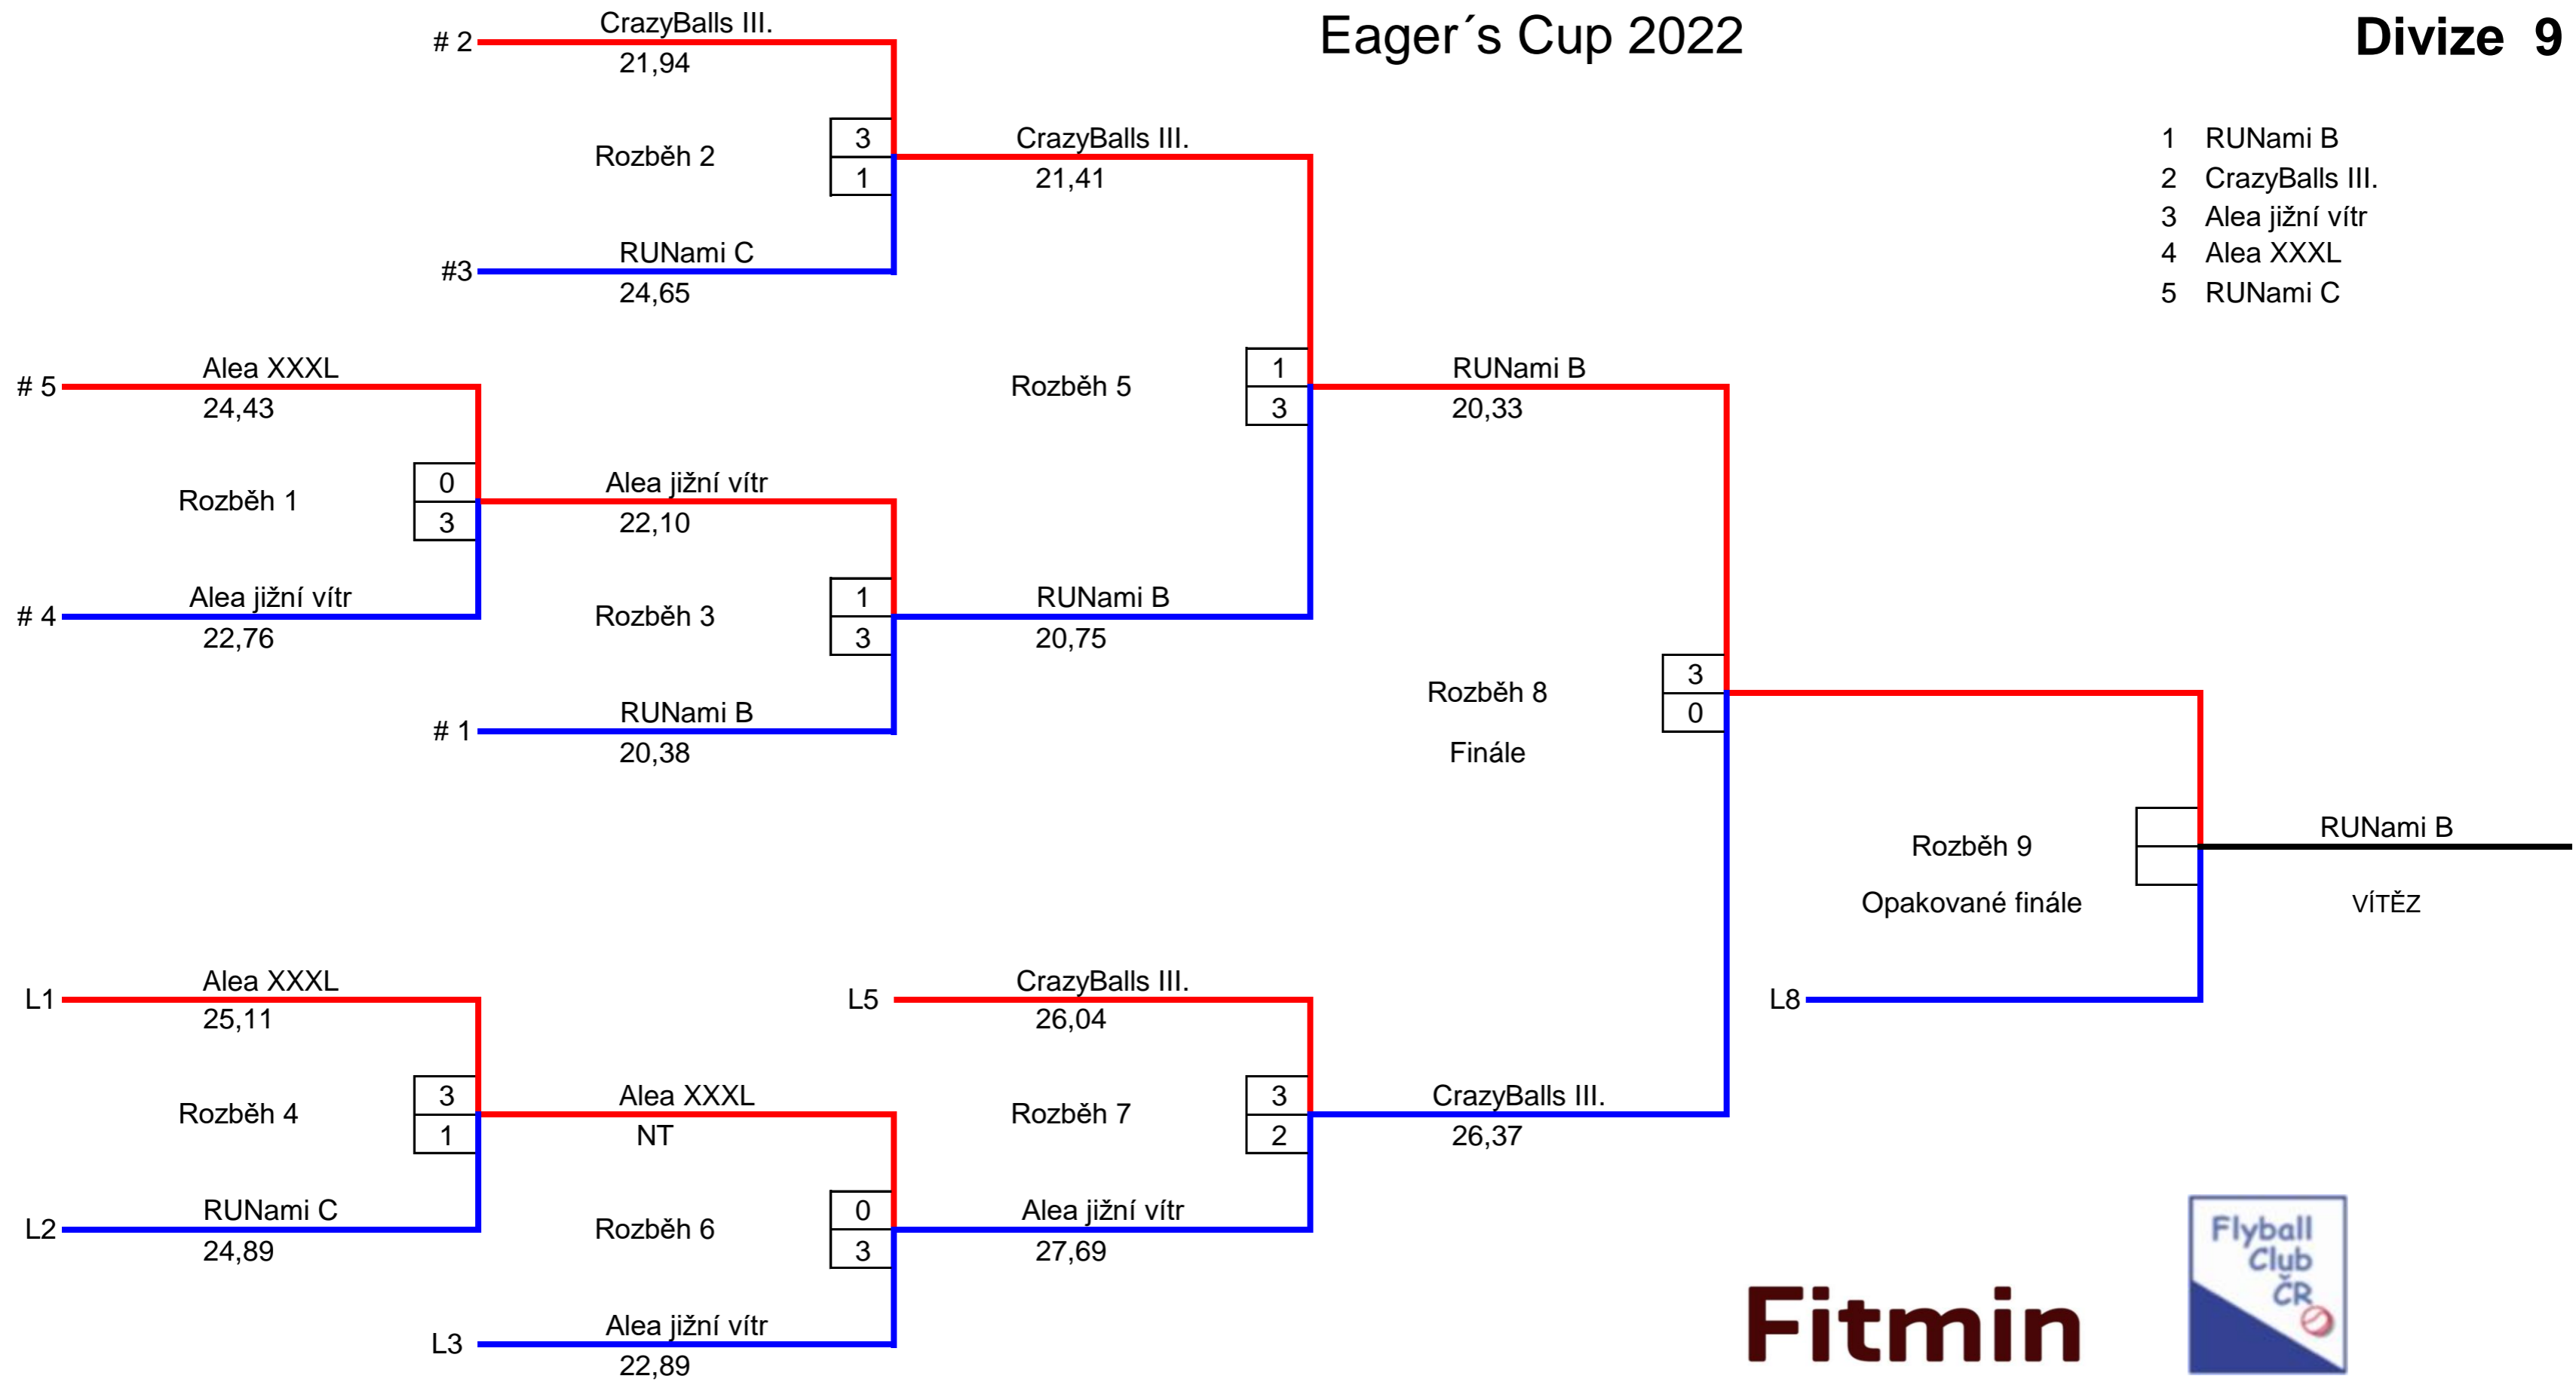 Eager´s Cup 2022
Divize 9
1 RUNami B
2 CrazyBalls III.
3 Alea jižní vítr
4 Alea XXXL
5 RUNami C
# 2
CrazyBalls III.
21,94
Rozběh 2
3
1
#3
RUNami C
24,65
CrazyBalls III.
21,41
# 5
Alea XXXL
24,43
Rozběh 1
0
3
# 4
Alea jižní vítr
22,76
Alea jižní vítr
22,10
Rozběh 3
1
3
# 1
RUNami B
20,38
Rozběh 5
1
3
RUNami B
20,75
RUNami B
20,33
Rozběh 8
3
0
Finále
Rozběh 9
Opakované finále
RUNami B
VÍTĚZ
L8
L1
Alea XXXL
25,11
Rozběh 4
3
1
L2
RUNami C
24,89
Alea XXXL
NT
Rozběh 6
0
3
L3
Alea jižní vítr
22,89
L5
CrazyBalls III.
26,04
Rozběh 7
3
2
Alea jižní vítr
27,69
CrazyBalls III.
26,37
Fitmin
Flyball
Club
ČR